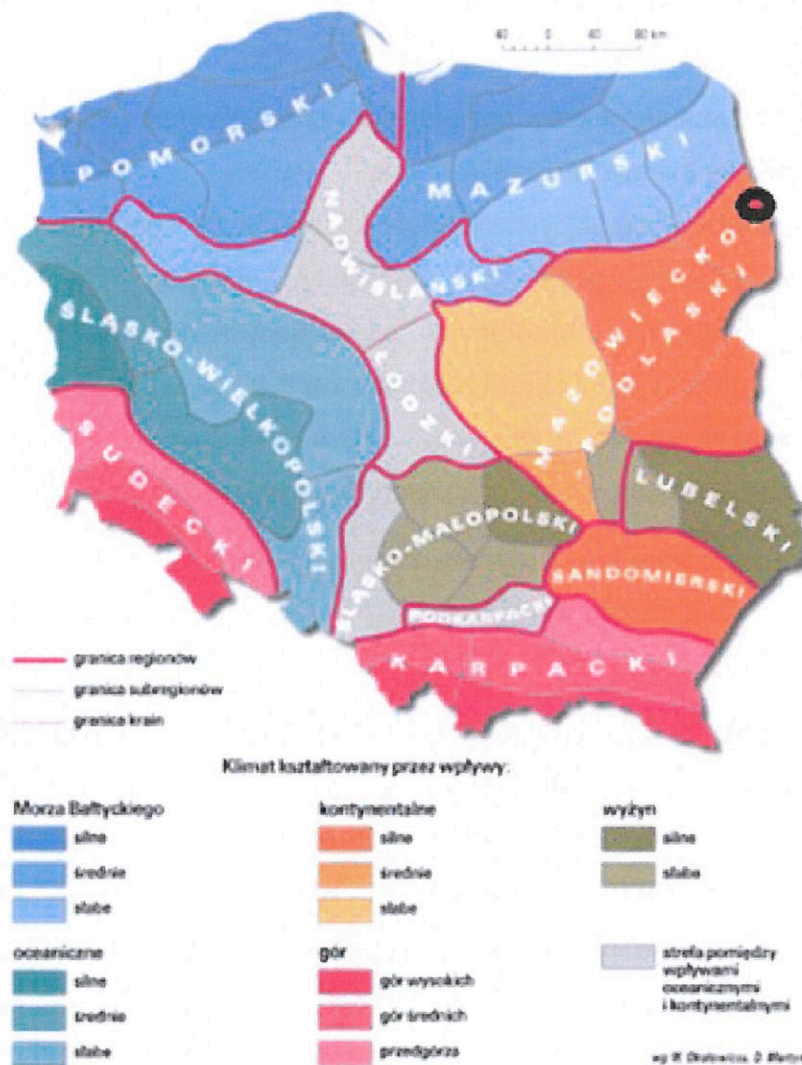 40 0 40 80 km
POMORSKI
MAZURSKI
NADWIŚLAŃSKI
MAZOWIECKO
-PODLASKI
ŚLĄSKO-WIELKOPOLSKI
ŁÓDZKI
SUDECKI
LUBELSKI
ŚLĄSKO-MAŁOPOLSKI
SANDOMIERSKI
PODKARPACKI
KARPACKI
granica regionów
granica subregionów
granica krain
Klimat kształtowany przez wpływy:
Morza Bałtyckiego
silne
średnie
słabe
kontynentalne
silne
średnie
słabe
wyżyn
silne
słabe
oceaniczne
silne
średnie
słabe
gór
gór wysokich
gór średnich
przedgórza
strefa pomiędzy
wpływami
oceanicznymi
i kontynentalnymi
wg W. D.